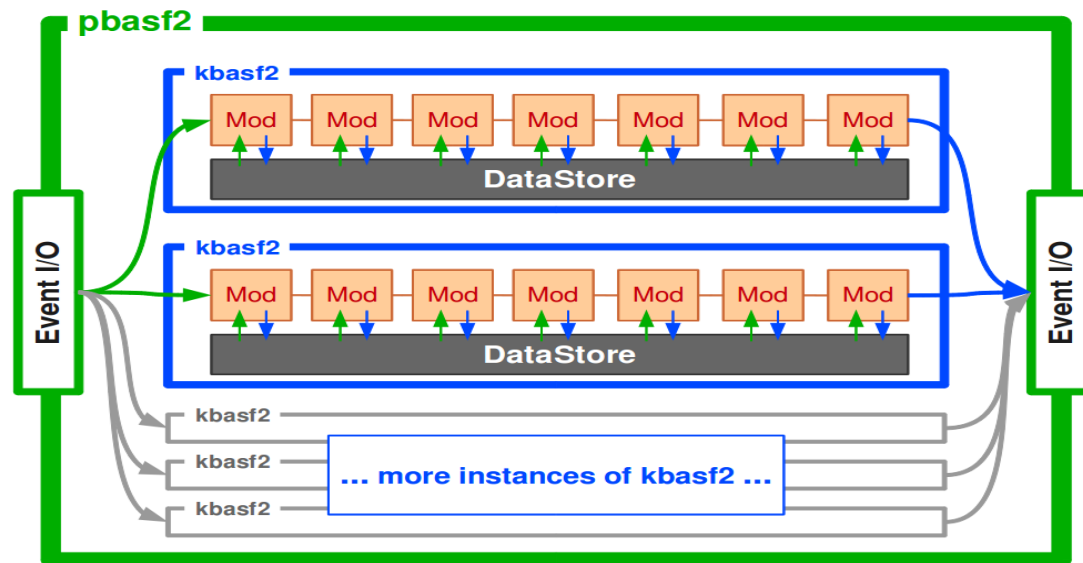 pbasf2
kbasf2
Mod Mod Mod Mod Mod Mod Mod
DataStore
Event I/O
Event I/O
kbasf2
Mod Mod Mod Mod Mod Mod Mod
DataStore
kbasf2
kbasf2
... more instances of kbasf2 ...
kbasf2